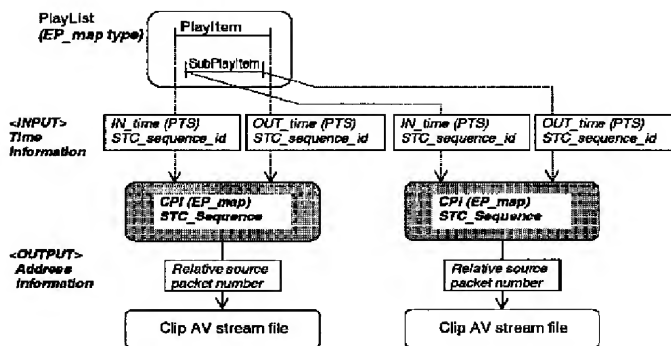 PlayList
(EP_map type)
PlayItem
SubPlayItem
<INPUT>
Time
Information
IN_time (PTS)
STC_sequence_id
OUT_time (PTS)
STC_sequence_id
IN_time (PTS)
STC_sequence_id
OUT_time (PTS)
STC_sequence_id
CPI (EP_map)
STC_Sequence
CPI (EP_map)
STC_Sequence
<OUTPUT>
Address
Information
Relative source
packet number
Relative source
packet number
Clip AV stream file
Clip AV stream file